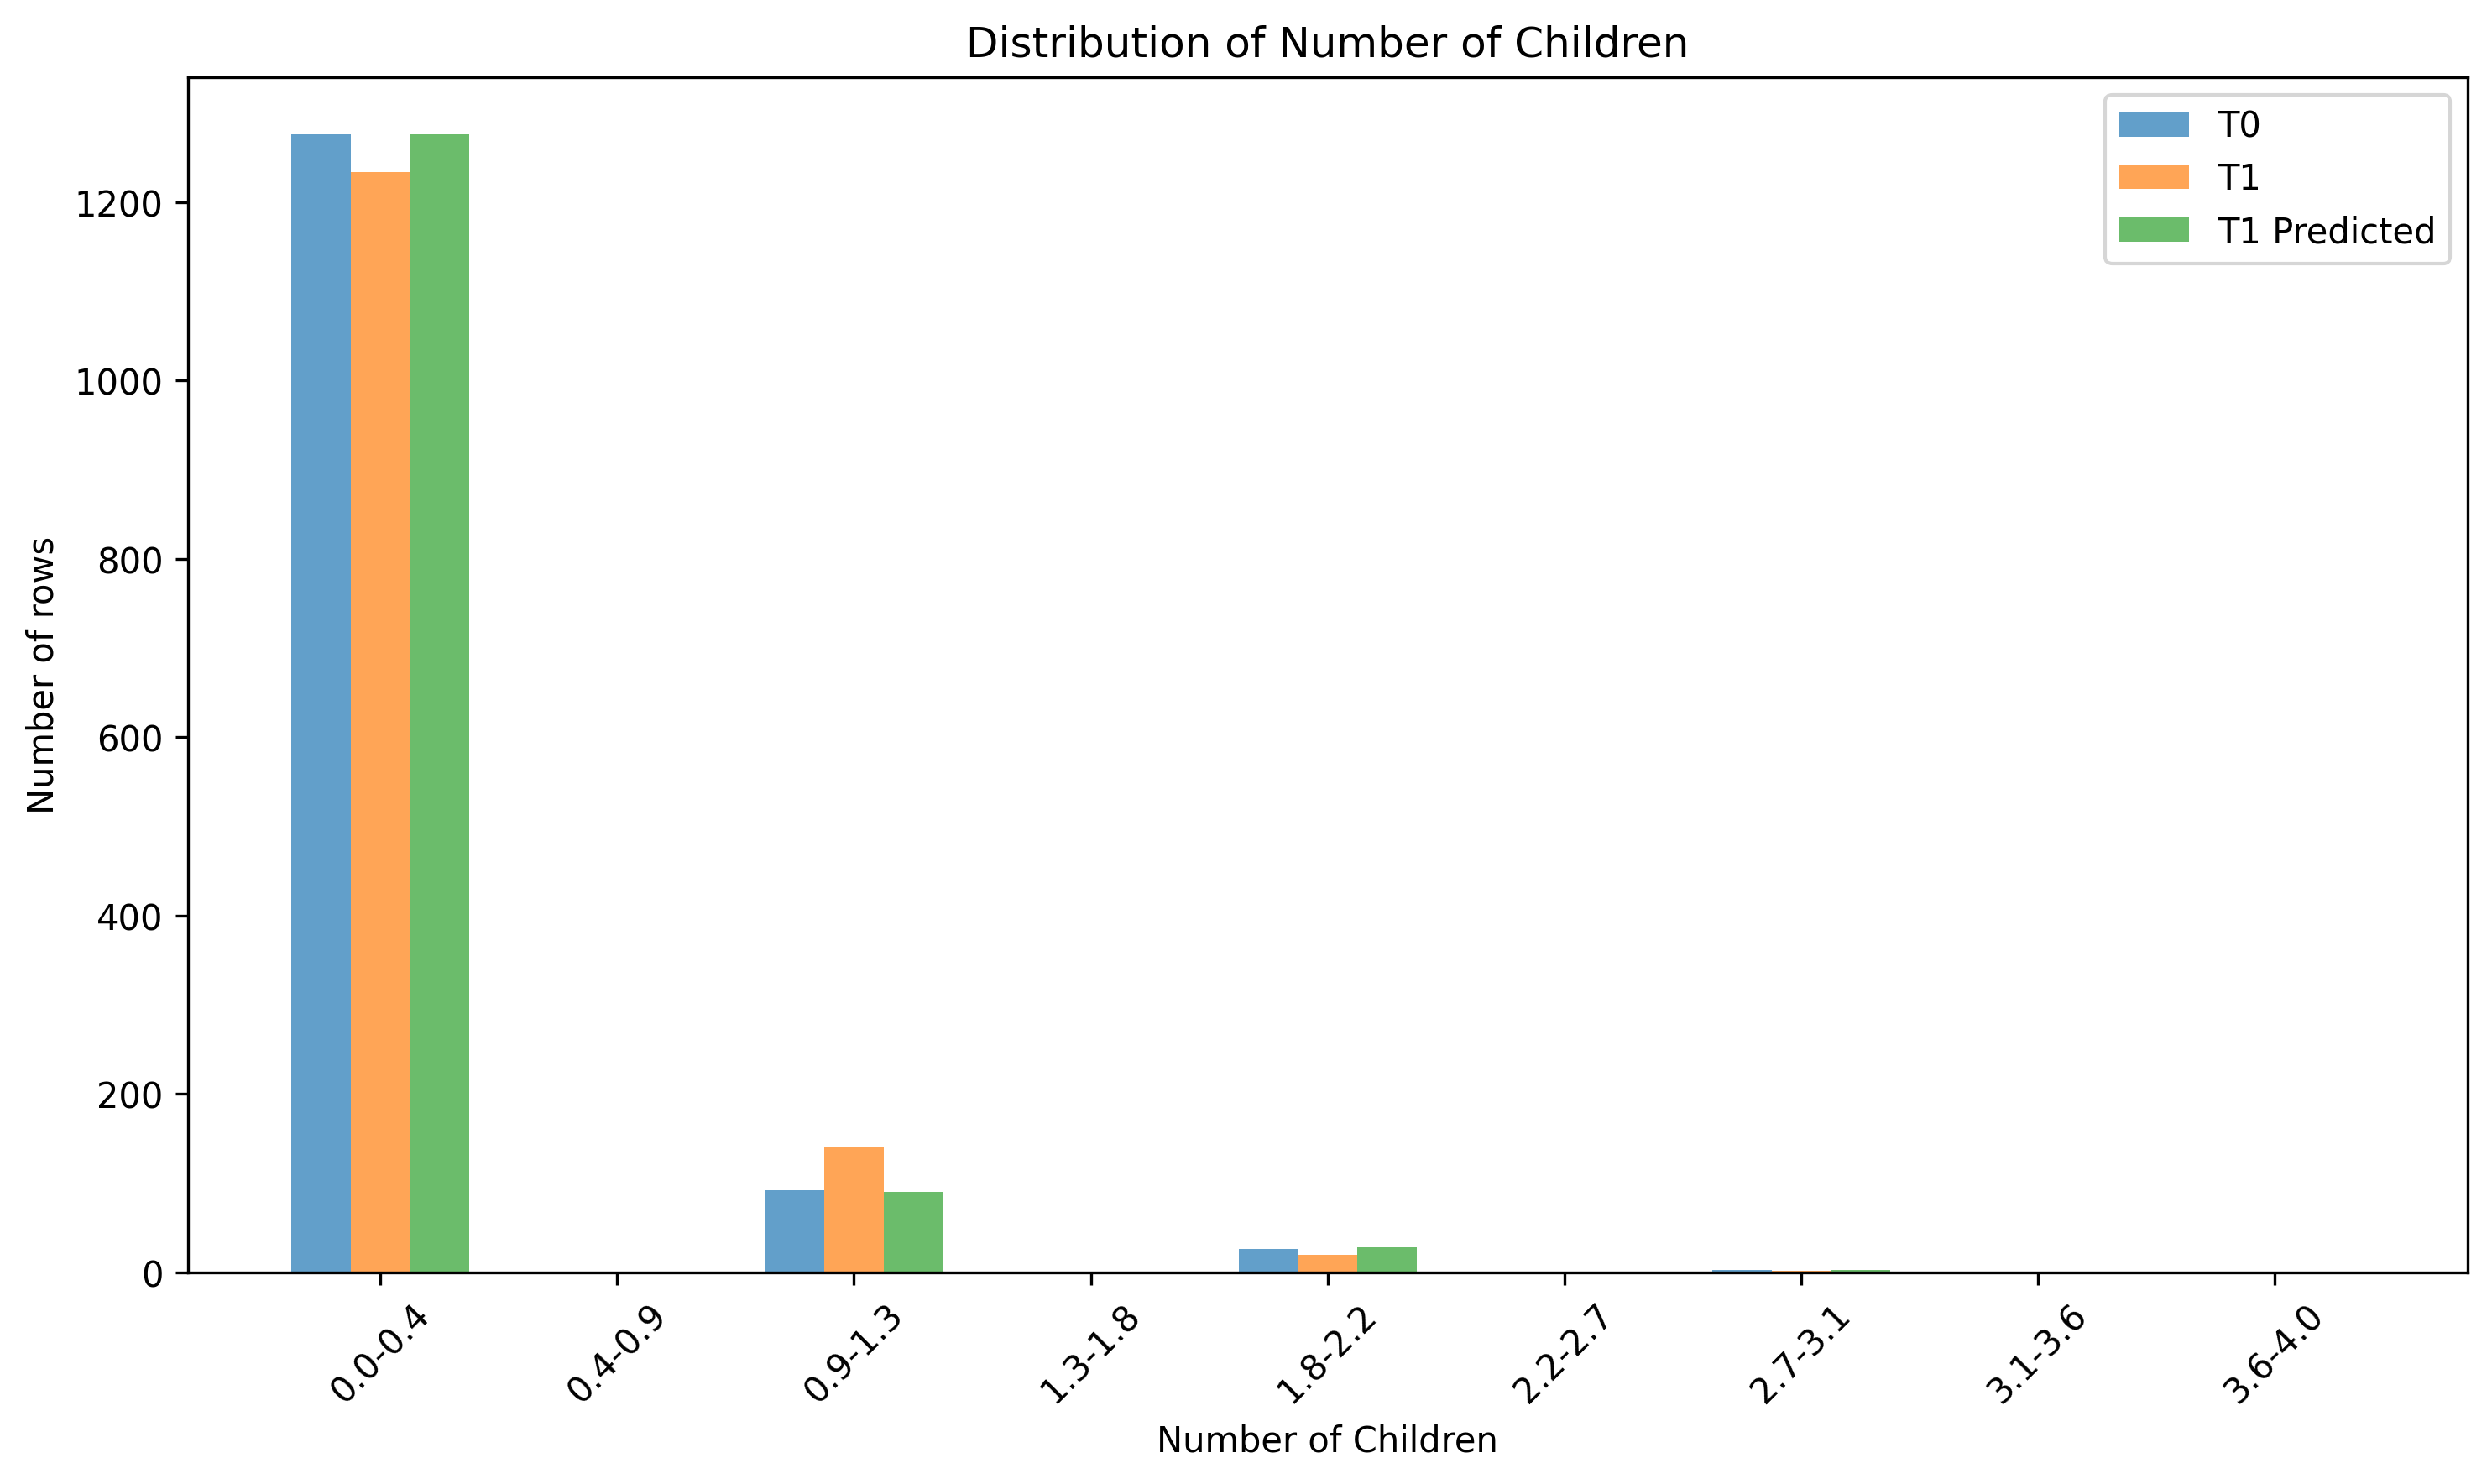 Distribution of Number of Children
T0
T1
T1 Predicted
Number of rows
1200
1000
800
600
400
200
0
0.0-0.4
0.4-0.9
0.9-1.3
1.3-1.8
1.8-2.2
2.2-2.7
2.7-3.1
3.1-3.6
3.6-4.0
Number of Children